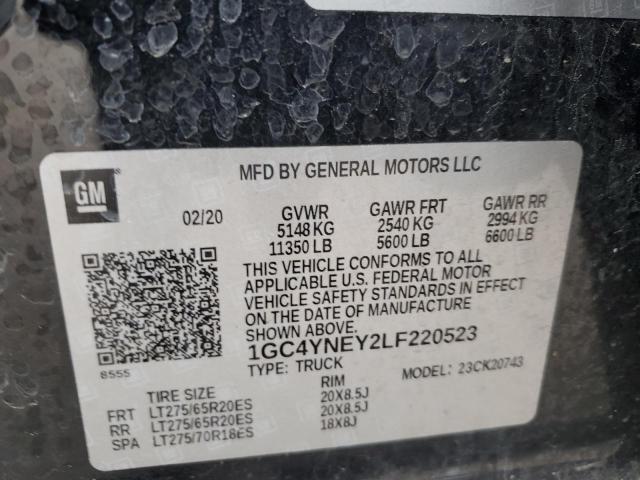 MFD BY GENERAL MOTORS LLC
GM
02/20 GVWR GAWR FRT GAWR RR
5148 KG 2540 KG 2994 KG
11350 LB 5600 LB 6600 LB
THIS VEHICLE CONFORMS TO ALL
APPLICABLE U.S. FEDERAL MOTOR
VEHICLE SAFETY STANDARDS IN EFFECT
ON THE DATE OF MANUFACTURE
SHOWN ABOVE.
1GC4YNEY2LF220523
8555 TYPE: TRUCK MODEL: 23CK20743
TIRE SIZE RIM
FRT LT275/65R20ES 20X8.5J
RR LT275/65R20ES 20X8.5J
SPA LT275/70R18ES 18X8J